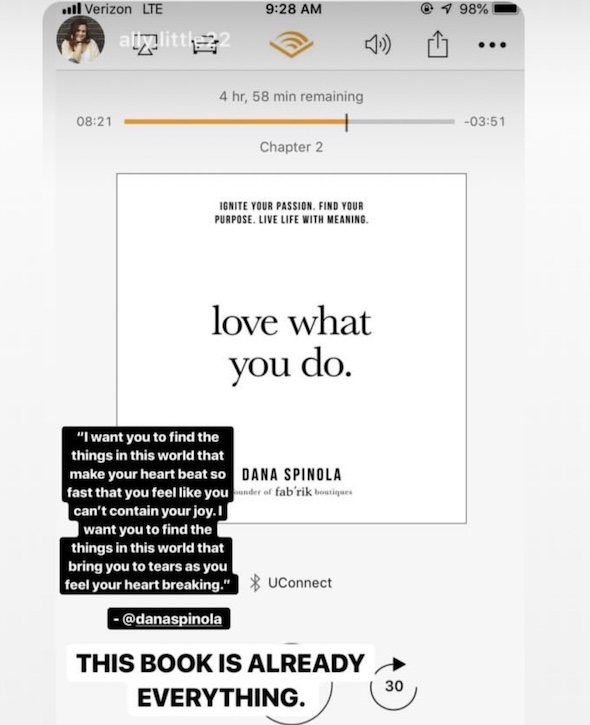 Verizon LTE
9:28 AM
98%
ally.little22
4 hr, 58 min remaining
08:21
-03:51
Chapter 2
IGNITE YOUR PASSION. FIND YOUR
PURPOSE. LIVE LIFE WITH MEANING.
love what
you do.
"I want you to find the
things in this world that
make your heart beat so
fast that you feel like you
can't contain your joy. I
want you to find the
things in this world that
bring you to tears as you
feel your heart breaking."
- @danaspinola
DANA SPINOLA
under of fab'rik boutiques
UConnect
THIS BOOK IS ALREADY
EVERYTHING.
30